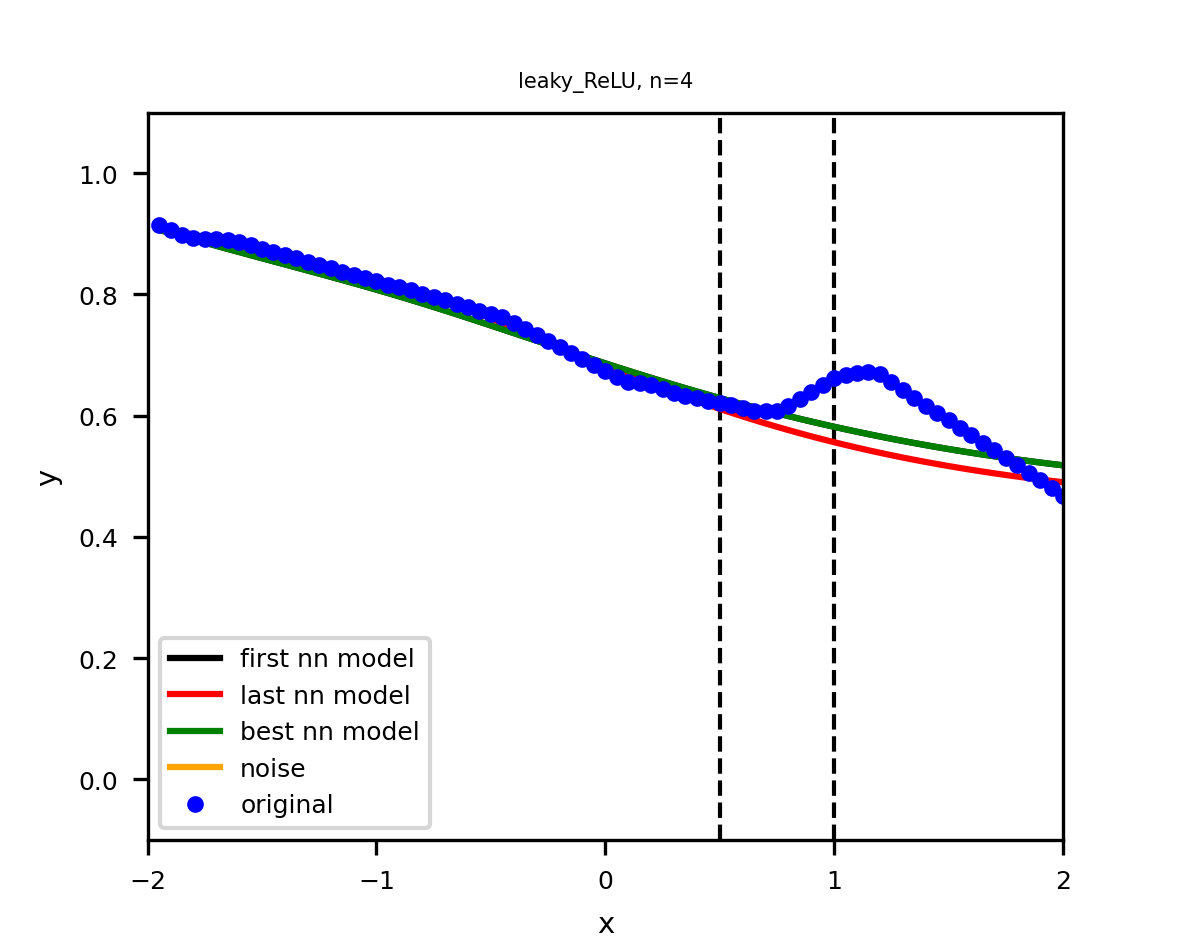 leaky_ReLU, n=4
y
1.0
0.8
0.6
0.4
0.2
0.0
first nn model
last nn model
best nn model
noise
original
−2
−1
0
1
2
x